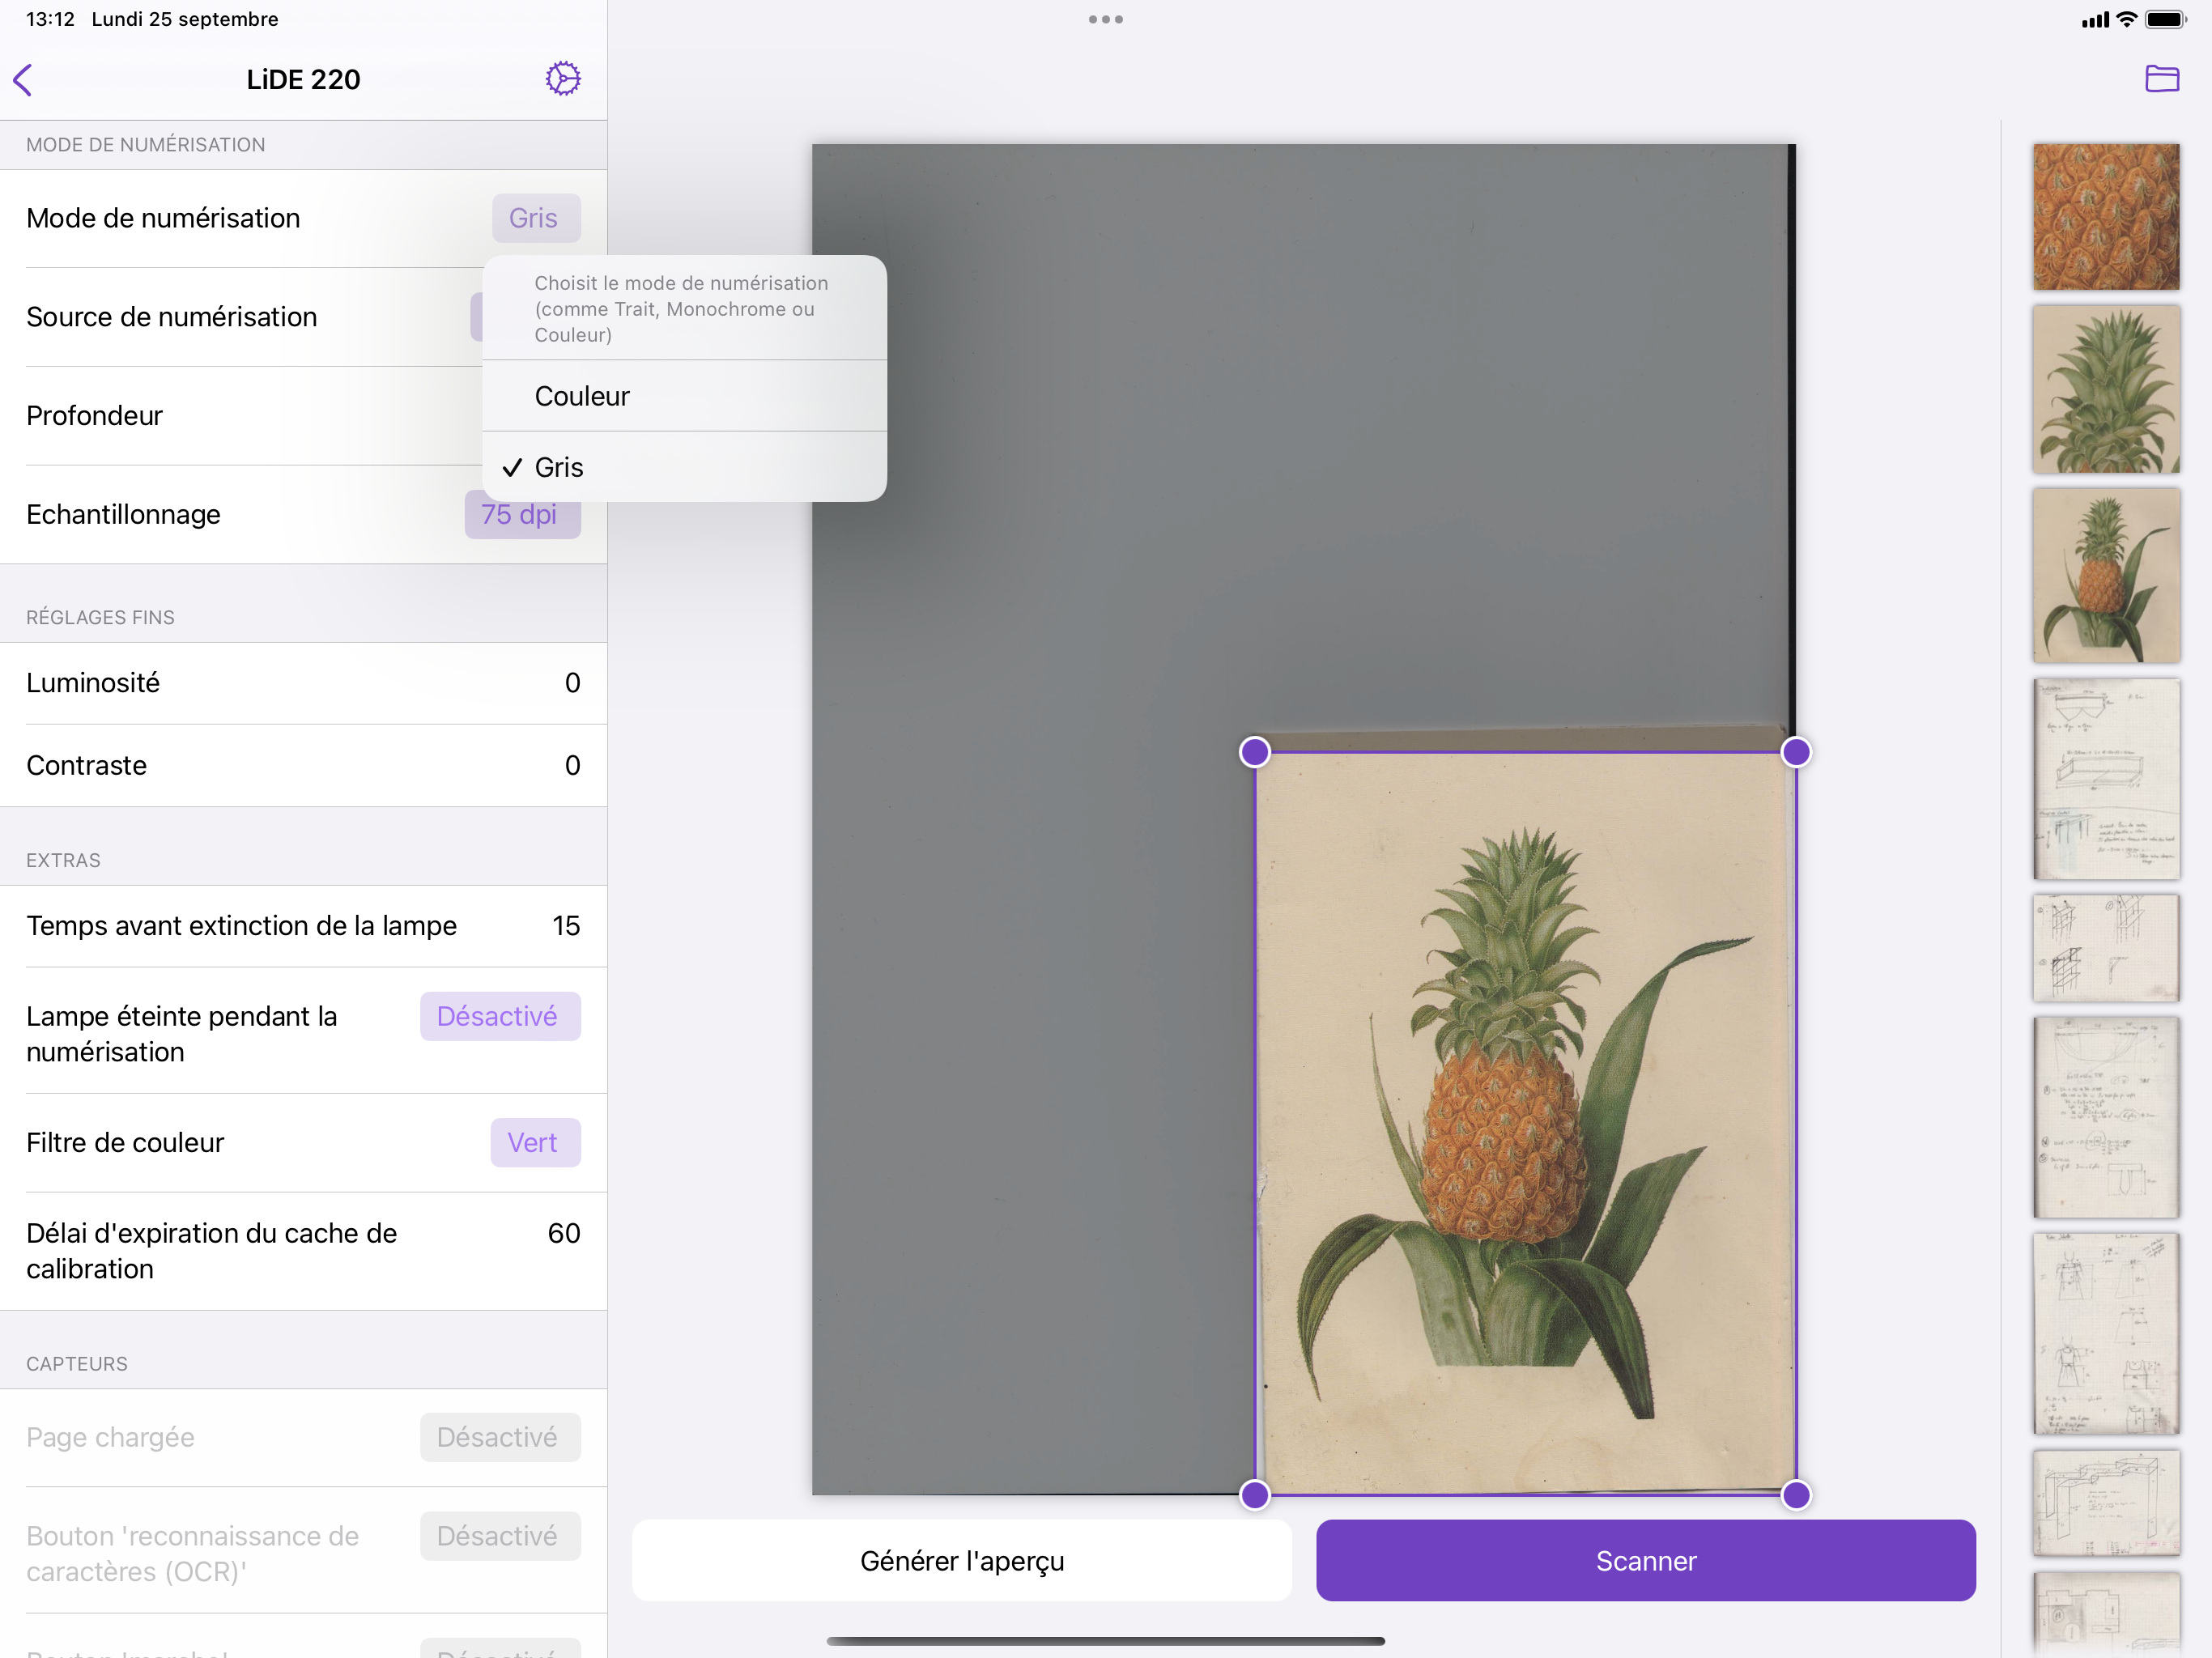 13:12 Lundi 25 septembre
LiDE 220
MODE DE NUMÉRISATION
Mode de numérisation Gris
Choisit le mode de numérisation
(comme Trait, Monochrome ou
Couleur)
Couleur
Gris
Source de numérisation
Profondeur
Echantillonnage 75 dpi
RÉGLAGES FINS
Luminosité 0
Contraste 0
EXTRAS
Temps avant extinction de la lampe 15
Lampe éteinte pendant la
numérisation Désactivé
Filtre de couleur Vert
Délai d'expiration du cache de
calibration 60
CAPTEURS
Page chargée Désactivé
Bouton 'reconnaissance de
caractères (OCR)' Désactivé
Générer l'aperçu
Scanner